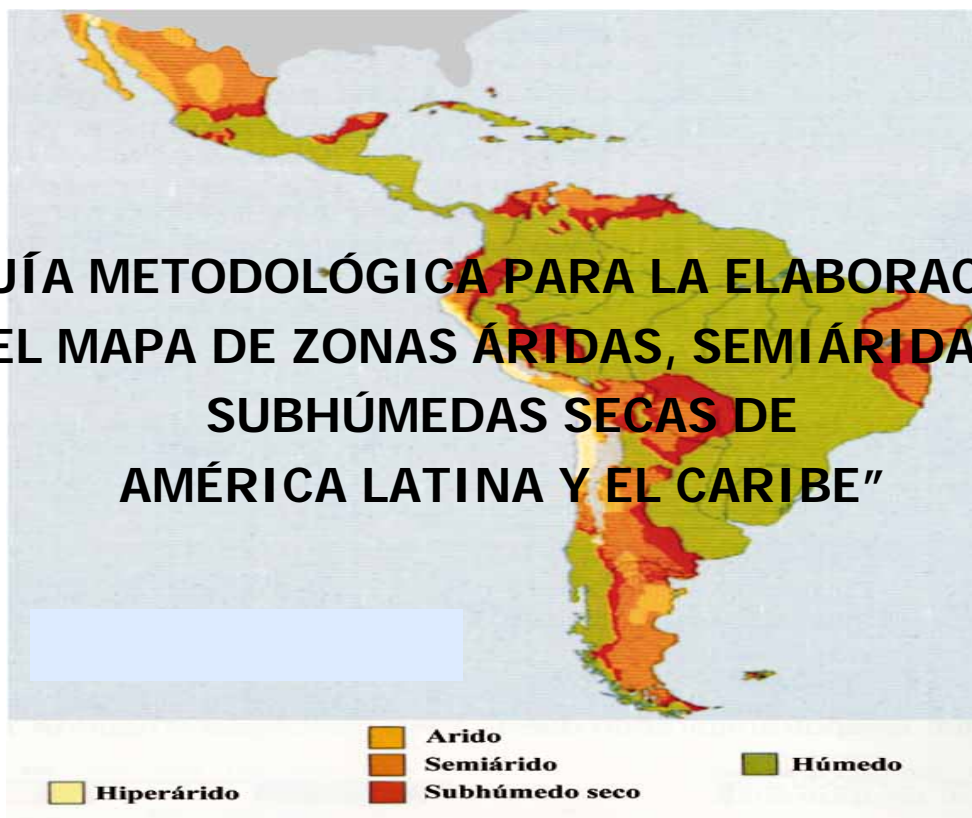 UÍA METODOLÓGICA PARA LA ELABORAC
EL MAPA DE ZONAS ÁRIDAS, SEMIÁRIDA
SUBHÚMEDAS SECAS DE
AMÉRICA LATINA Y EL CARIBE”
Arido
Semiárido
Húmedo
Hiperárido
Subhúmedo seco